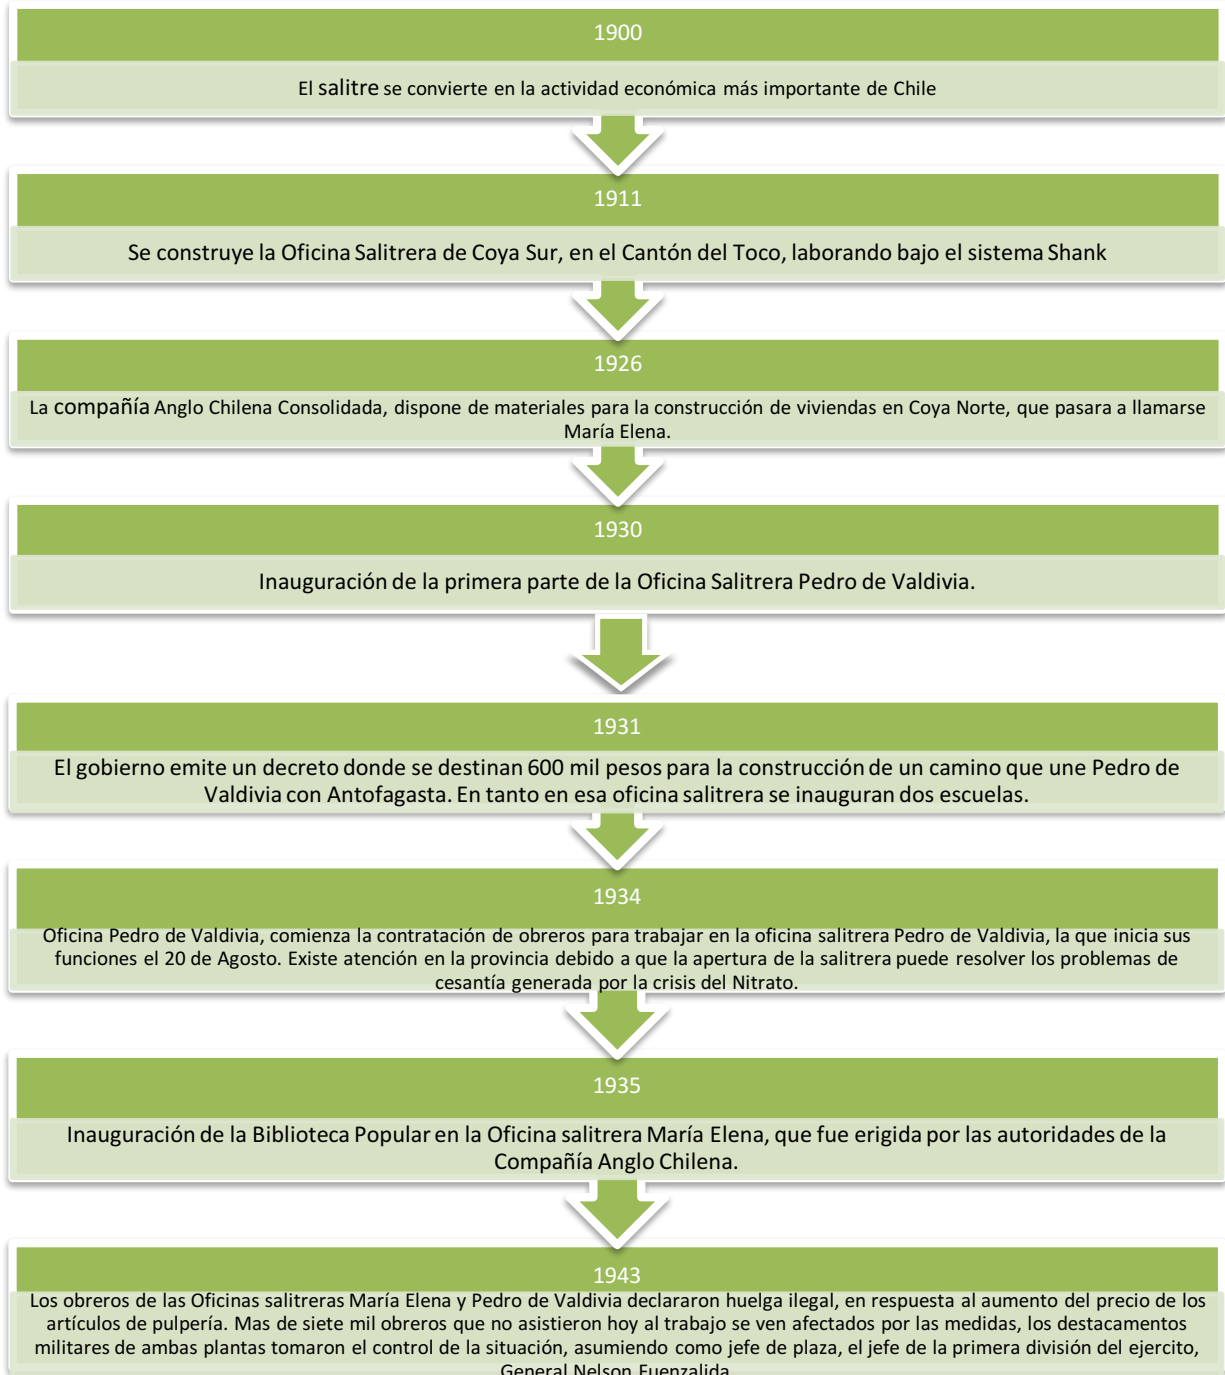 1900
El salitre se convierte en la actividad económica más importante de Chile
1911
Se construye la Oficina Salitrera de Coya Sur, en el Cantón del Toco, laborando bajo el sistema Shank
1926
La compañía Anglo Chilena Consolidada, dispone de materiales para la construcción de viviendas en Coya Norte, que pasara a llamarse
María Elena.
1930
Inauguración de la primera parte de la Oficina Salitrera Pedro de Valdivia.
1931
El gobierno emite un decreto donde se destinan 600 mil pesos para la construcción de un camino que une Pedro de
Valdivia con Antofagasta. En tanto en esa oficina salitrera se inauguran dos escuelas.
1934
Oficina Pedro de Valdivia, comienza la contratación de obreros para trabajar en la oficina salitrera Pedro de Valdivia, la que inicia sus
funciones el 20 de Agosto. Existe atención en la provincia debido a que la apertura de la salitrera puede resolver los problemas de
cesantía generada por la crisis del Nitrato.
1935
Inauguración de la Biblioteca Popular en la Oficina salitrera María Elena, que fue erigida por las autoridades de la
Compañía Anglo Chilena.
1943
Los obreros de las Oficinas salitreras María Elena y Pedro de Valdivia declararon huelga ilegal, en respuesta al aumento del precio de los
artículos de pulpería. Mas de siete mil obreros que no asistieron hoy al trabajo se ven afectados por las medidas, los destacamentos
militares de ambas plantas tomaron el control de la situación, asumiendo como jefe de plaza, el jefe de la primera división del ejercito,
General Nelson Fuenzalida